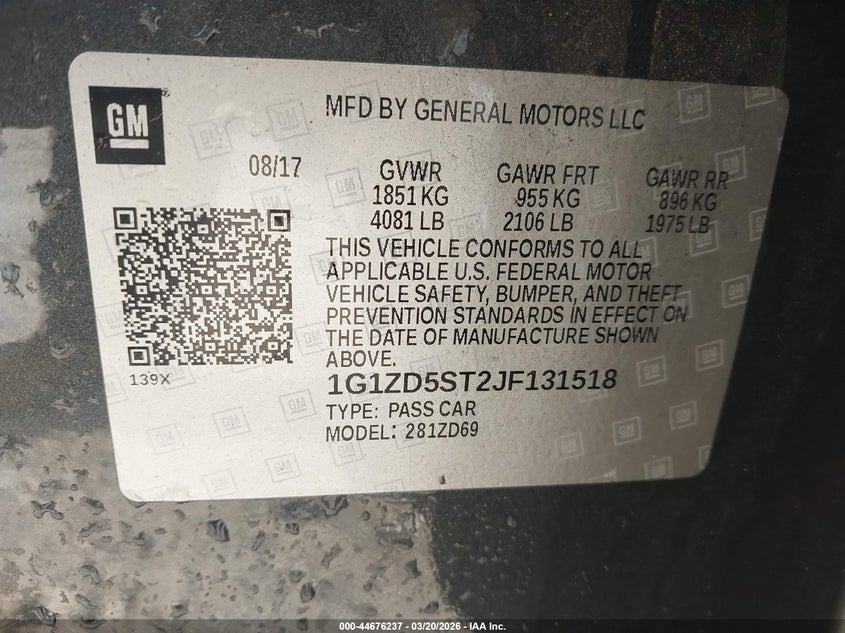 GM
MFD BY GENERAL MOTORS LLC
08/17
GVWR
1851 KG
4081 LB
GAWR FRT
955 KG
2106 LB
GAWR RR
896 KG
1975 LB
THIS VEHICLE CONFORMS TO ALL
APPLICABLE U.S. FEDERAL MOTOR
VEHICLE SAFETY, BUMPER, AND THEFT
PREVENTION STANDARDS IN EFFECT ON
THE DATE OF MANUFACTURE SHOWN
ABOVE.
139X
1G1ZD5ST2JF131518
TYPE: PASS CAR
MODEL: 281ZD69
000-44676237 - 03/20/2026 - IAA Inc.